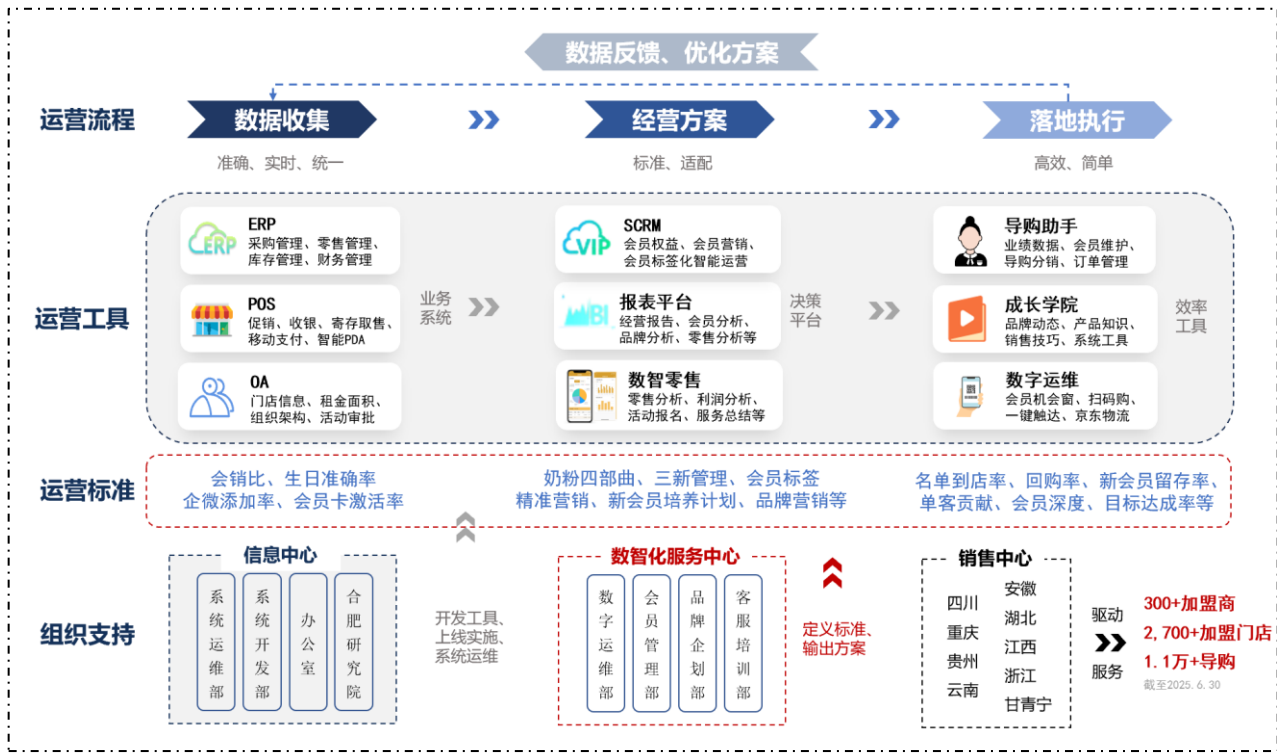 数据反馈、优化方案
运营流程
数据收集
经营方案
落地执行
准确、实时、统一
标准、适配
高效、简单
运营工具
ERP
ERP
采购管理、零售管理、
库存管理、财务管理
POS
促销、收银、寄存取售、
移动支付、智能PDA
OA
门店信息、租金面积、
组织架构、活动审批
业务
系统
VIP
SCRM
会员权益、会员营销、
会员标签化智能运营
BI
报表平台
经营报告、会员分析、
品牌分析、零售分析等
数智零售
零售分析、利润分析、
活动报名、服务总结等
决策
平台
导购助手
业绩数据、会员维护、
导购分销、订单管理
成长学院
品牌动态、产品知识、
销售技巧、系统工具
数字运维
会员机会窗、扫码购、
一键触达、京东物流
效率
工具
运营标准
会销比、生日准确率
企微添加率、会员卡激活率
奶粉四部曲、三新管理、会员标签
精准营销、新会员培养计划、品牌营销等
名单到店率、回购率、新会员留存率、
单客贡献、会员深度、目标达成率等
组织支持
信息中心
系统运维部
系统开发部
办公室
合肥研究院
开发工具、
上线实施、
系统运维
数智化服务中心
数字运维部
会员管理部
品牌企划部
客服培训部
定义标准、
输出方案
销售中心
四川
重庆
贵州
云南
安徽
湖北
江西
浙江
甘青宁
驱动
服务
300+加盟商
2,700+加盟门店
1.1万+导购
截至2025.6.30